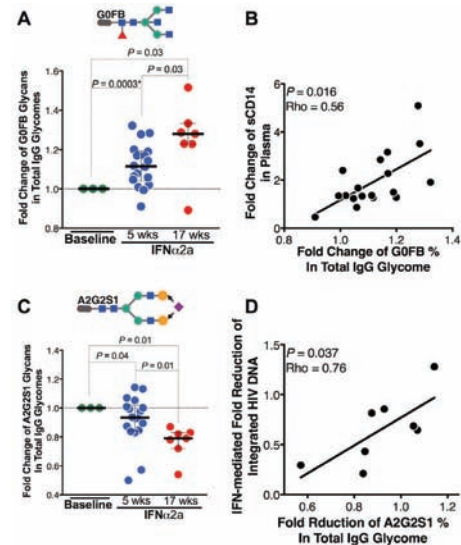 A
G0FB
P = 0.03
P = 0.0003*
P = 0.03
Fold Change of G0FB Glycans
In Total IgG Glycomes
1.6
1.4
1.2
1.0
0.8
Baseline
5 wks
17 wks
IFNα2a
B
P = 0.016
Rho = 0.56
Fold Change of sCD14
in Plasma
6
4
2
0
0.9
1.0
1.1
1.2
1.3
1.4
Fold Change of G0FB %
In Total IgG Glycome
C
A2G2S1
P = 0.01
P = 0.04
P = 0.01
Fold Change of A2G2S1 Glycans
In Total IgG Glycomes
1.4
1.2
1.0
0.8
0.6
0.4
Baseline
5 wks
17 wks
IFNα2a
D
P = 0.037
Rho = 0.76
IFN-mediated Fold Reduction of
Integrated HIV DNA
1.5
1.0
0.5
0.0
0.4
0.6
0.8
1.0
1.2
Fold Rduction of A2G2S1 %
In Total IgG Glycome